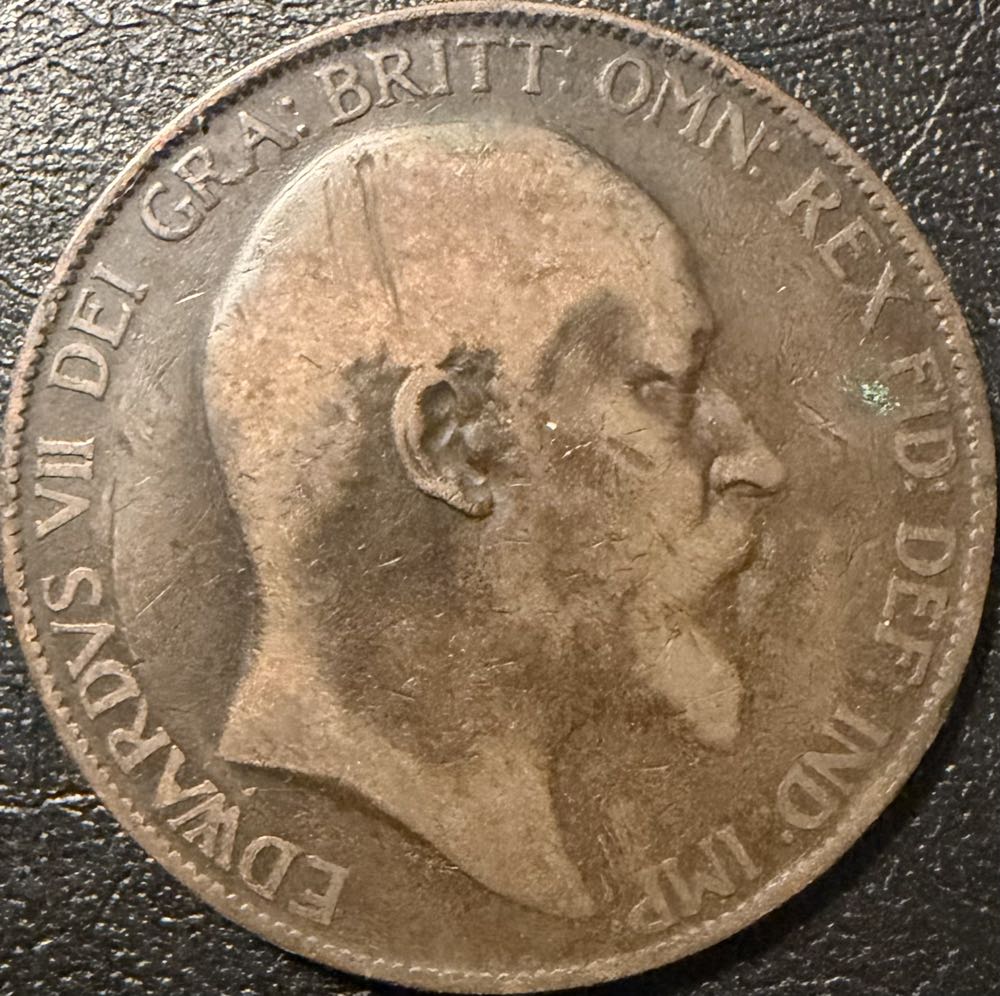 EDWARDVS VII DEI GRA: BRITT: OMN: REX FID: DEF: IND: IMP: